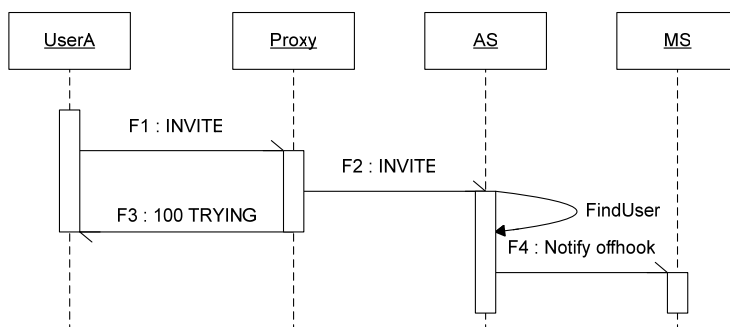 UserA
Proxy
AS
MS
F1 : INVITE
F2 : INVITE
F3 : 100 TRYING
FindUser
F4 : Notify offhook